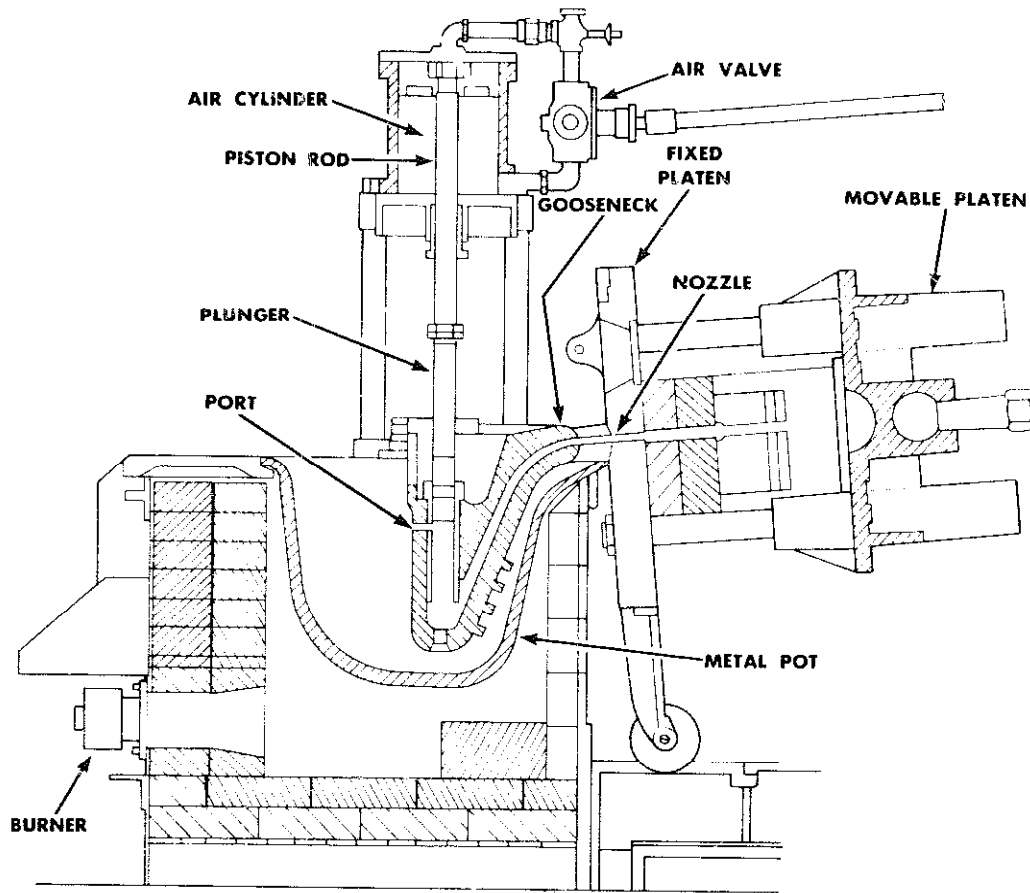 AIR VALVE
AIR CYLINDER
PISTON ROD
FIXED
PLATEN
GOOSENECK
MOVABLE PLATEN
NOZZLE
PLUNGER
PORT
METAL POT
BURNER